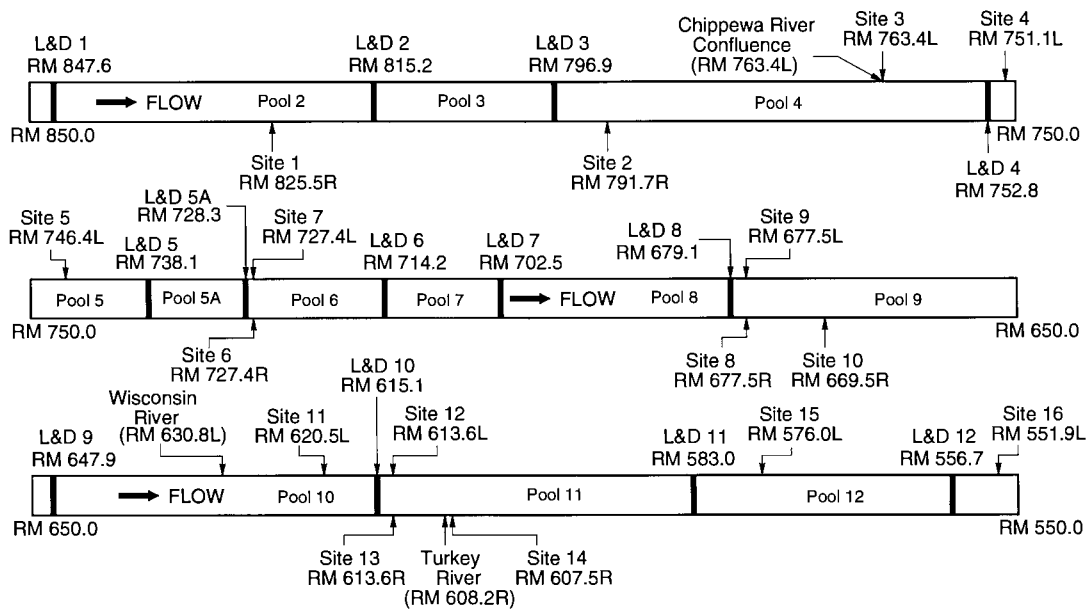 L&D 1
RM 847.6
L&D 2
RM 815.2
L&D 3
RM 796.9
Chippewa River
Confluence
(RM 763.4L)
Site 3
RM 763.4L
Site 4
RM 751.1L
FLOW
Pool 2
Pool 3
Pool 4
RM 850.0
RM 750.0
Site 1
RM 825.5R
Site 2
RM 791.7R
L&D 4
RM 752.8
Site 5
RM 746.4L
L&D 5
RM 738.1
L&D 5A
RM 728.3
Site 7
RM 727.4L
L&D 6
RM 714.2
L&D 7
RM 702.5
L&D 8
RM 679.1
Site 9
RM 677.5L
Pool 5
Pool 5A
Pool 6
Pool 7
FLOW
Pool 8
Pool 9
RM 750.0
RM 650.0
Site 6
RM 727.4R
Site 8
RM 677.5R
Site 10
RM 669.5R
L&D 9
RM 647.9
Wisconsin
River
(RM 630.8L)
Site 11
RM 620.5L
L&D 10
RM 615.1
Site 12
RM 613.6L
L&D 11
RM 583.0
Site 15
RM 576.0L
L&D 12
RM 556.7
Site 16
RM 551.9L
FLOW
Pool 10
Pool 11
Pool 12
RM 650.0
RM 550.0
Site 13
RM 613.6R
Turkey
River
(RM 608.2R)
Site 14
RM 607.5R